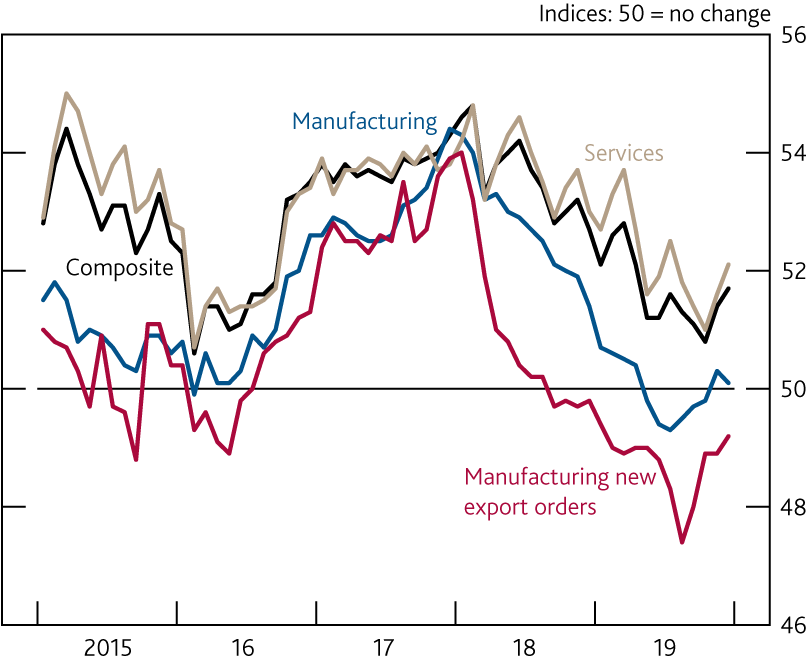 Indices: 50 = no change
56
Manufacturing
54
Services
Composite
52
50
Manufacturing new
export orders
48
46
2015
16
17
18
19